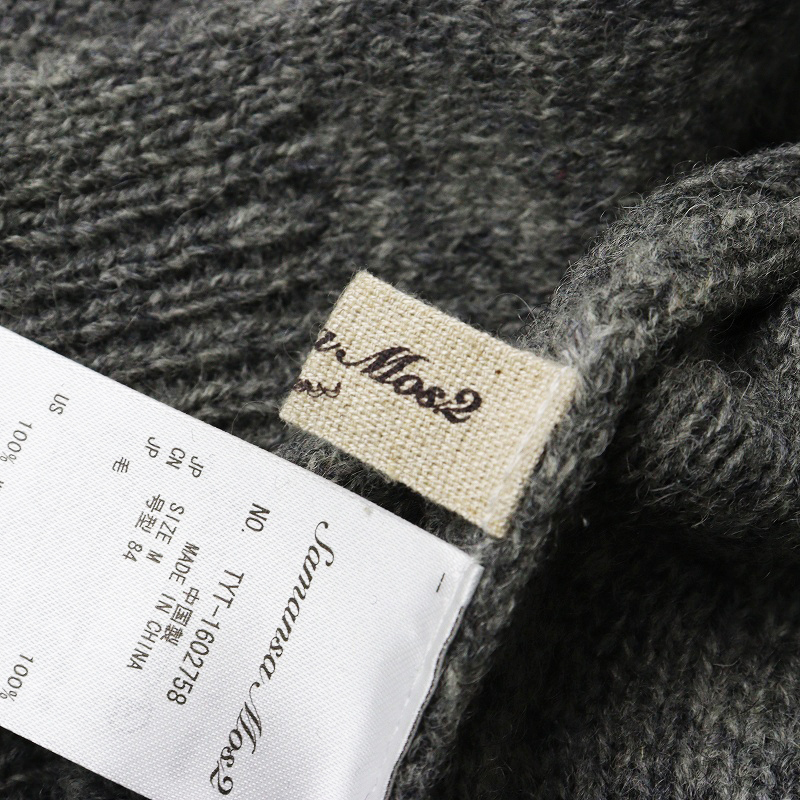 a Mos2
Samansa Mos2
NO. TYT-1602758
MADE IN CHINA
中国製
JP SIZE M
CN 号型 84
JP 毛 100%
US 100%